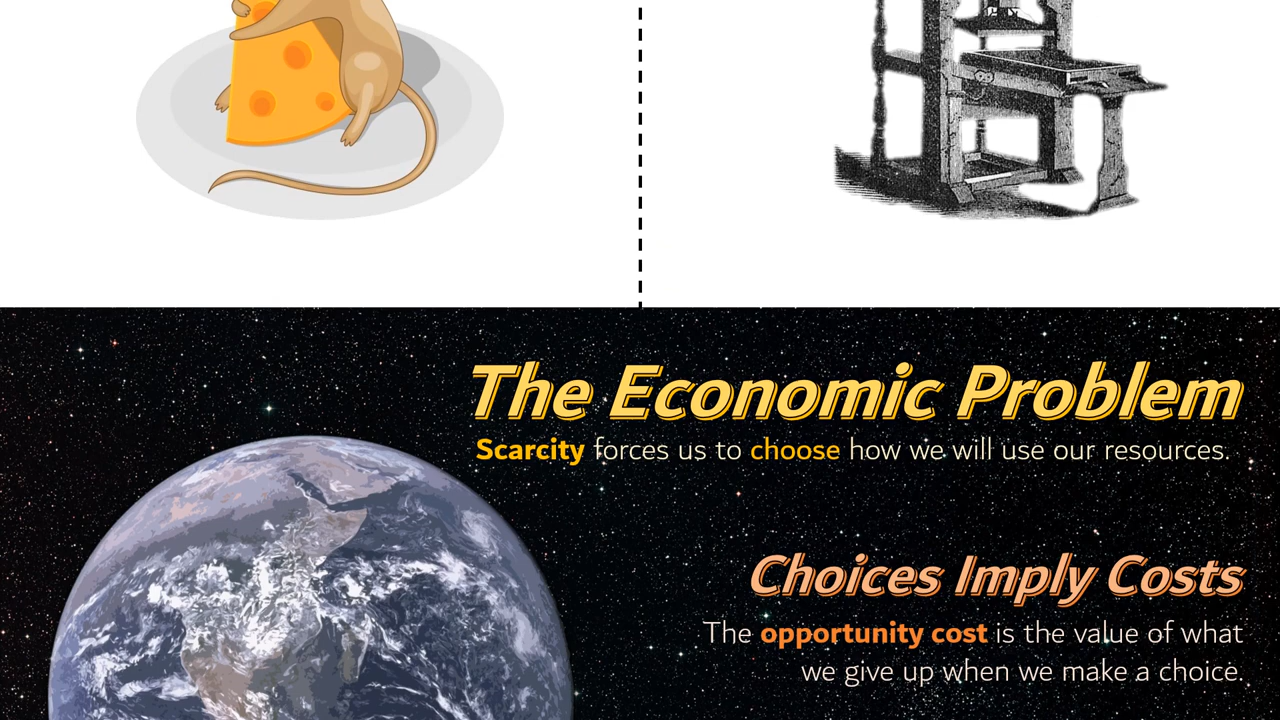 The Economic Problem
Scarcity forces us to choose how we will use our resources.
Choices Imply Costs
The opportunity cost is the value of what
we give up when we make a choice.